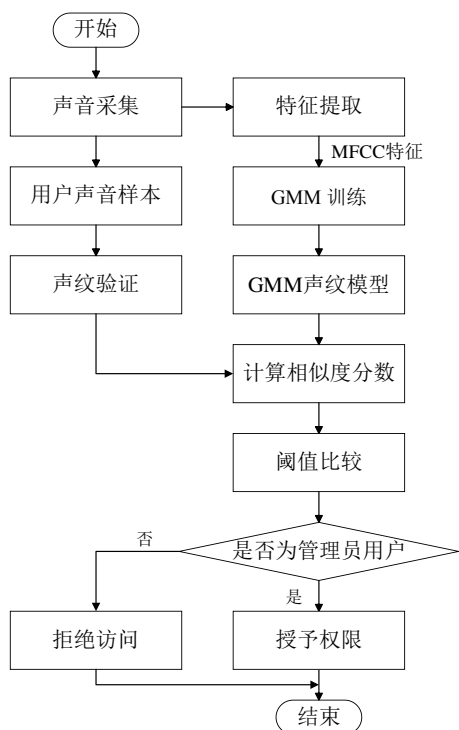 开始
声音采集
特征提取
MFCC特征
用户声音样本
GMM 训练
声纹验证
GMM声纹模型
计算相似度分数
阈值比较
否
是否为管理员用户
是
拒绝访问
授予权限
结束